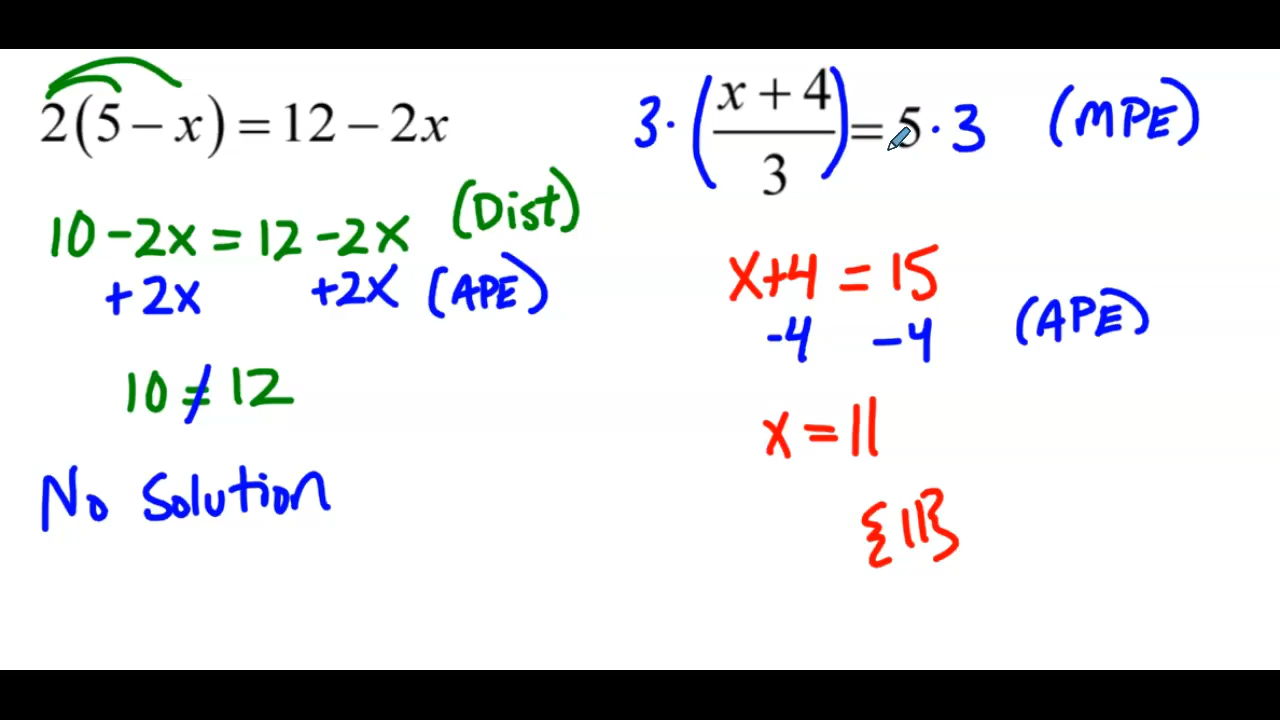 2(5 − x) = 12 − 2x
10 - 2x = 12 - 2x (Dist)
+2x +2x (APE)
10 ≠ 12
No Solution
3 · (x + 4 / 3) = 5 · 3 (MPE)
x + 4 = 15
-4 -4 (APE)
x = 11
{11}